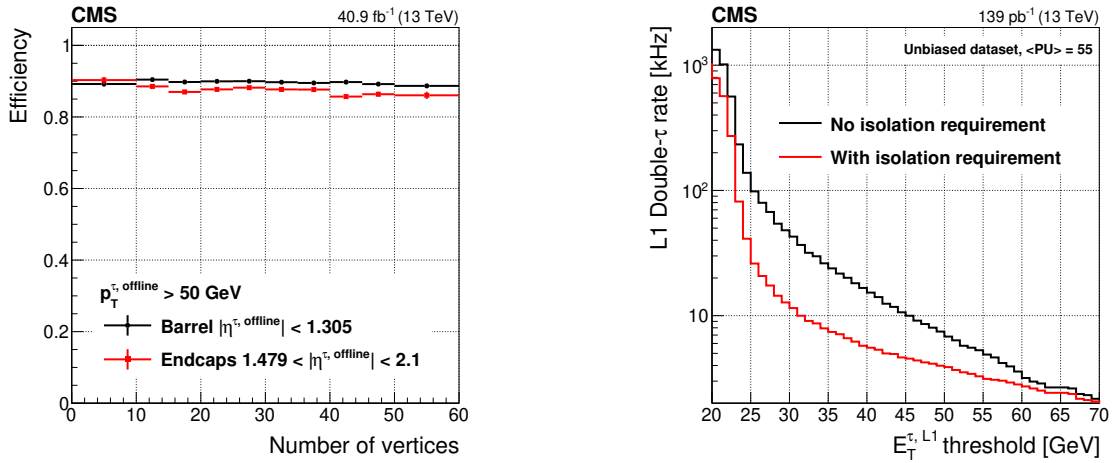 CMS 40.9 fb⁻¹ (13 TeV)
Efficiency
1
0.8
0.6
0.4
0.2
0
p_T^{τ, offline} > 50 GeV
Barrel |η^{τ, offline}| < 1.305
Endcaps 1.479 < |η^{τ, offline}| < 2.1
0 10 20 30 40 50 60
Number of vertices
CMS 139 pb⁻¹ (13 TeV)
Unbiased dataset, <PU> = 55
L1 Double-τ rate [kHz]
10³
10²
10
No isolation requirement
With isolation requirement
20 25 30 35 40 45 50 55 60 65 70
E_T^{τ, L1} threshold [GeV]